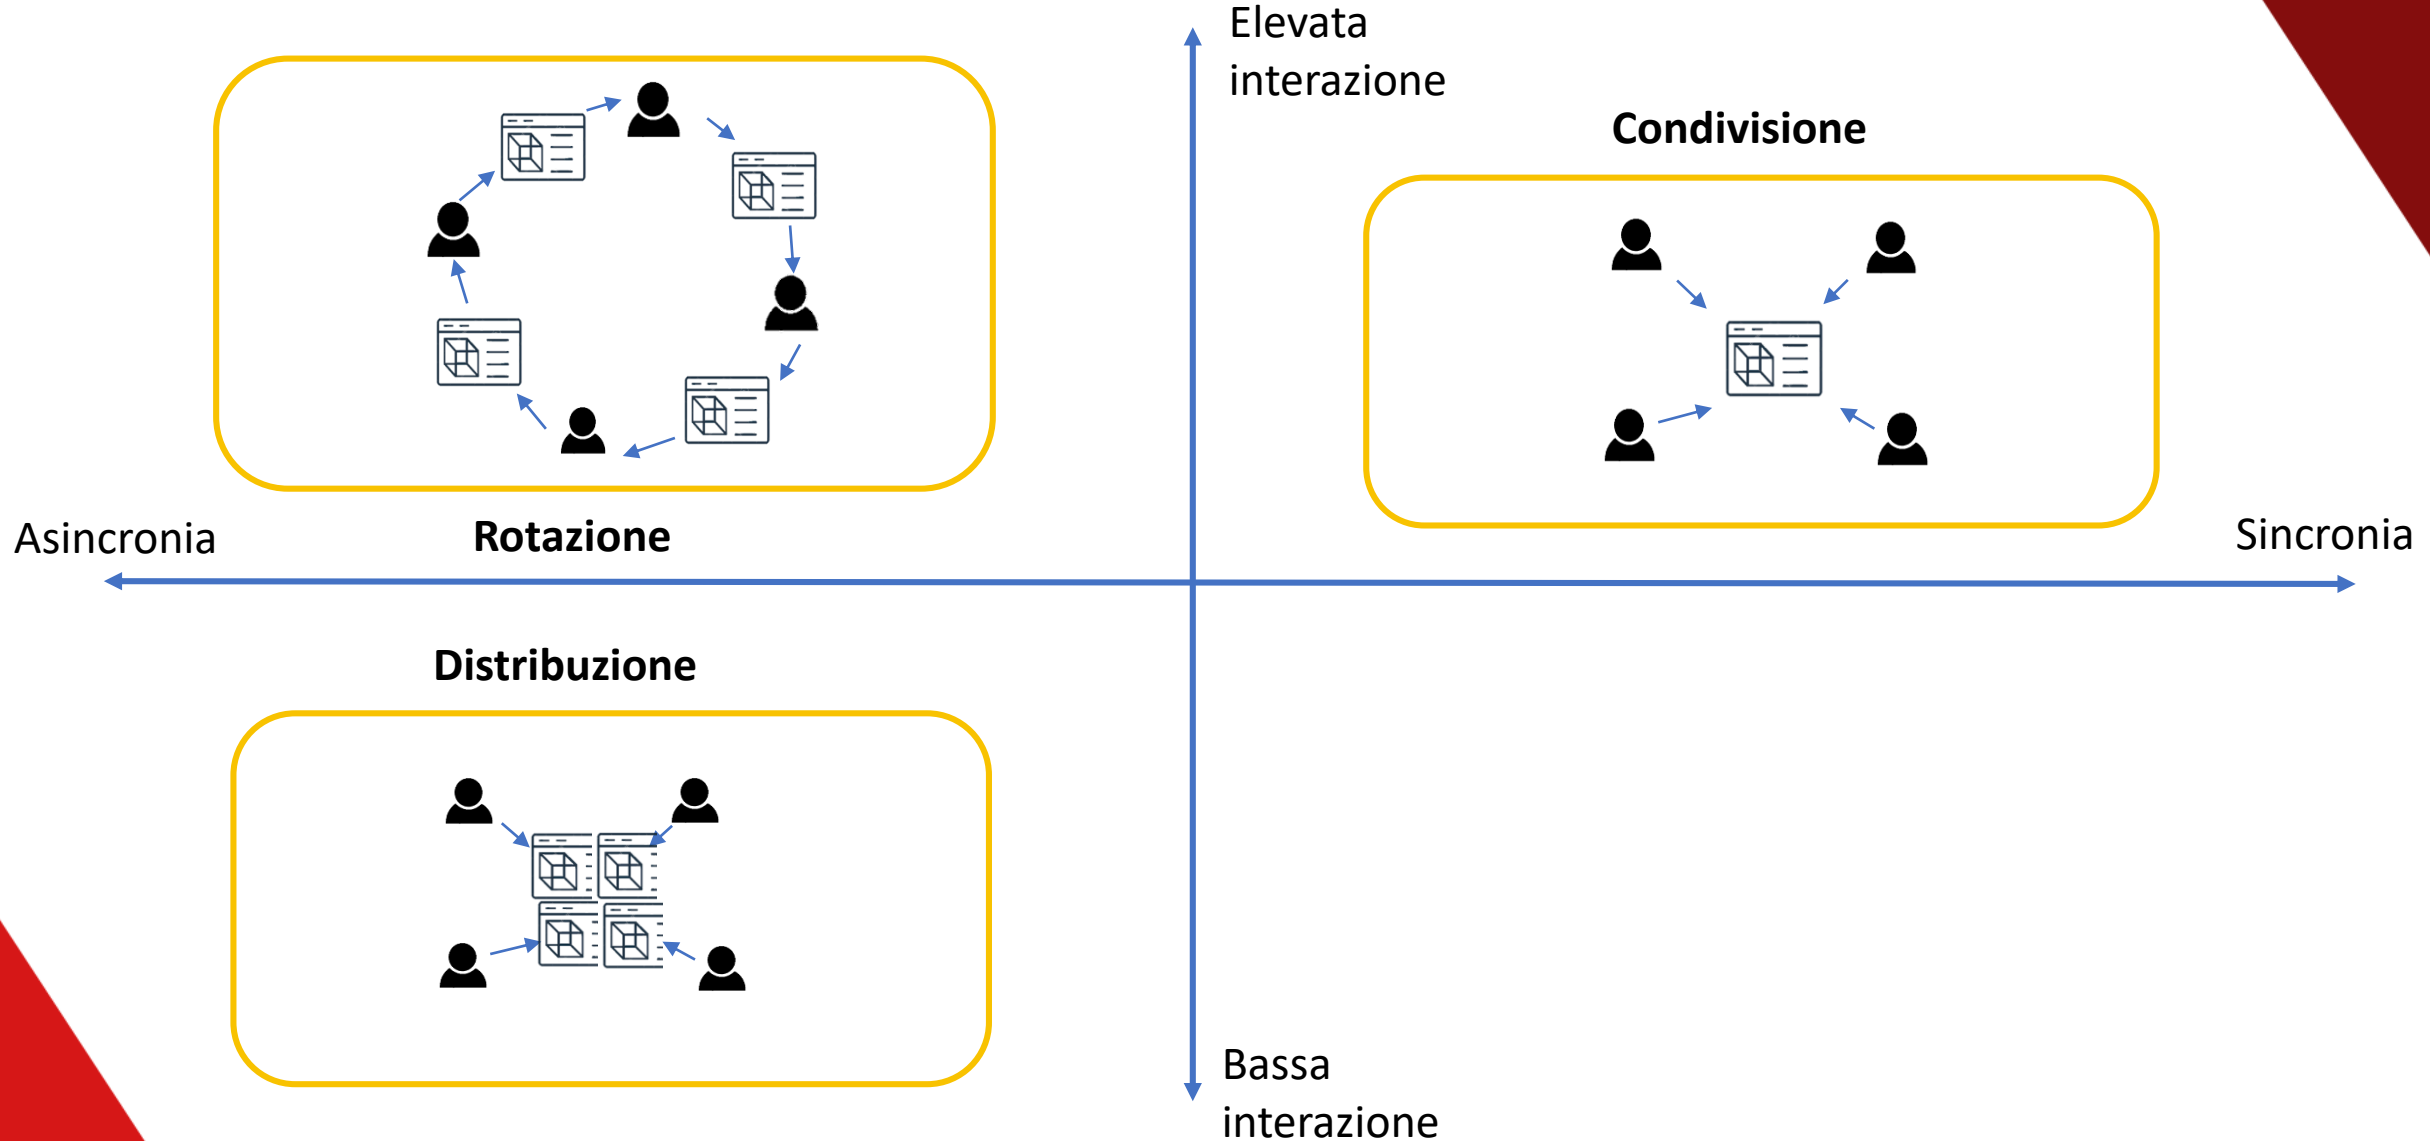 Elevata
interazione
Condivisione
Asincronia
Rotazione
Sincronia
Distribuzione
Bassa
interazione